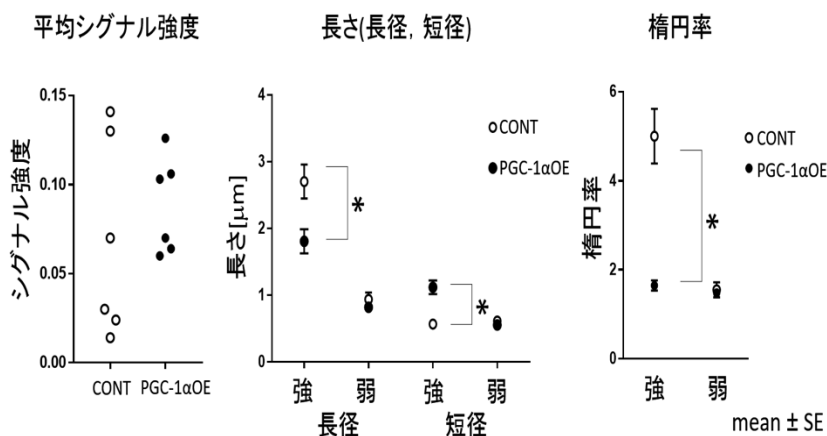 平均シグナル強度
シグナル強度
0.15
0.10
0.05
0.00
CONT PGC-1αOE
長さ(長径, 短径)
長さ[μm]
4
3
2
1
0
*
*
CONT
PGC-1αOE
強 弱 強 弱
長径 短径
楕円率
楕円率
6
4
2
0
*
CONT
PGC-1αOE
強 弱
mean ± SE